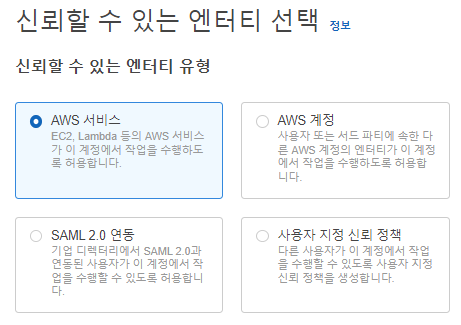 신뢰할 수 있는 엔터티 선택 정보
신뢰할 수 있는 엔터티 유형
AWS 서비스
EC2, Lambda 등의 AWS 서비스
가 이 계정에서 작업을 수행하도
록 허용합니다.
AWS 계정
사용자 또는 서드 파티에 속한 다
른 AWS 계정의 엔터티가 이 계정
에서 작업을 수행하도록 허용합
니다.
SAML 2.0 연동
기업 디렉터리에서 SAML 2.0과
연동된 사용자가 이 계정에서 작
업을 수행할 수 있도록 허용합니
다.
사용자 지정 신뢰 정책
다른 사용자가 이 계정에서 작업
을 수행할 수 있도록 사용자 지정
신뢰 정책을 생성합니다.